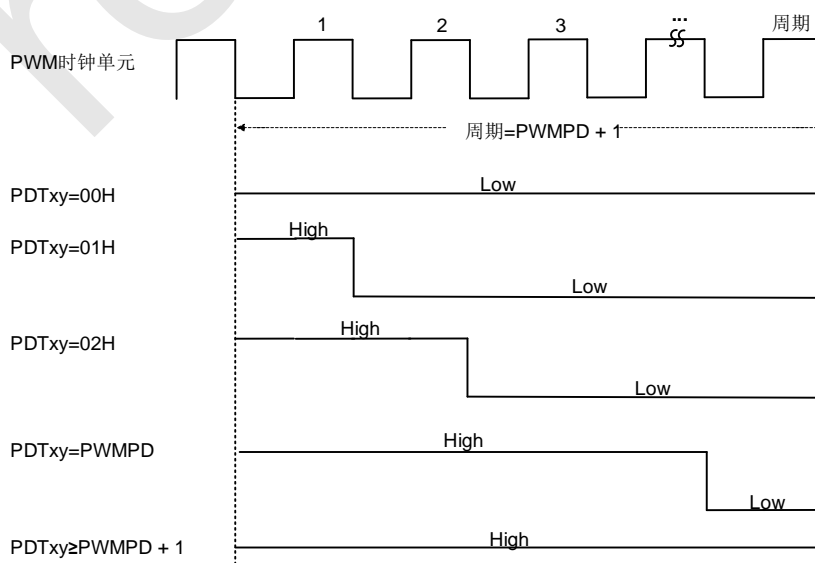 1 2 3 ... 周期
PWM时钟单元
周期=PWMPD + 1
PDTxy=00H Low
PDTxy=01H High Low
PDTxy=02H High Low
PDTxy=PWMPD High Low
PDTxy≥PWMPD + 1 High